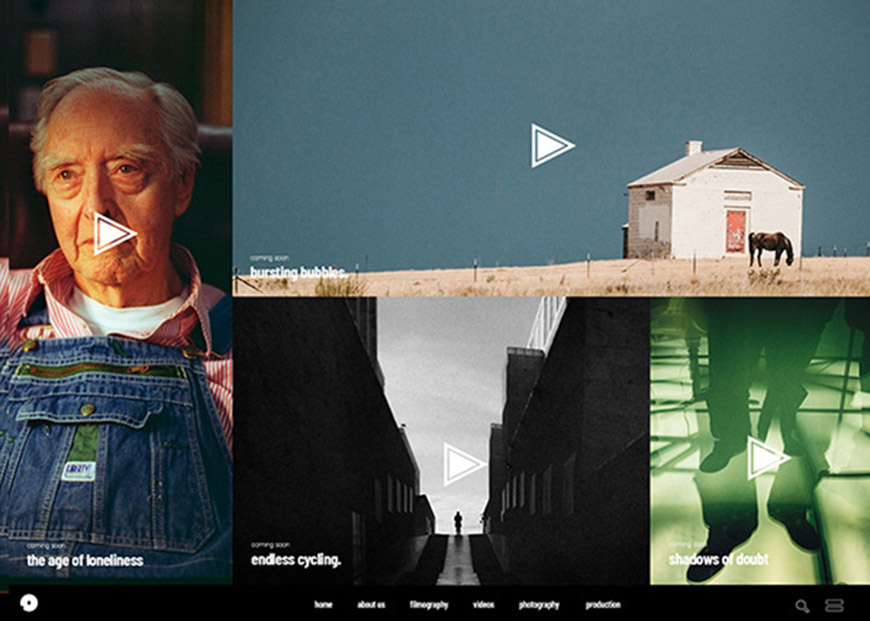 coming soon
bursting bubbles.
coming soon
the age of loneliness
coming soon
endless cycling.
coming soon
shadows of doubt
home about us filmography videos photography production